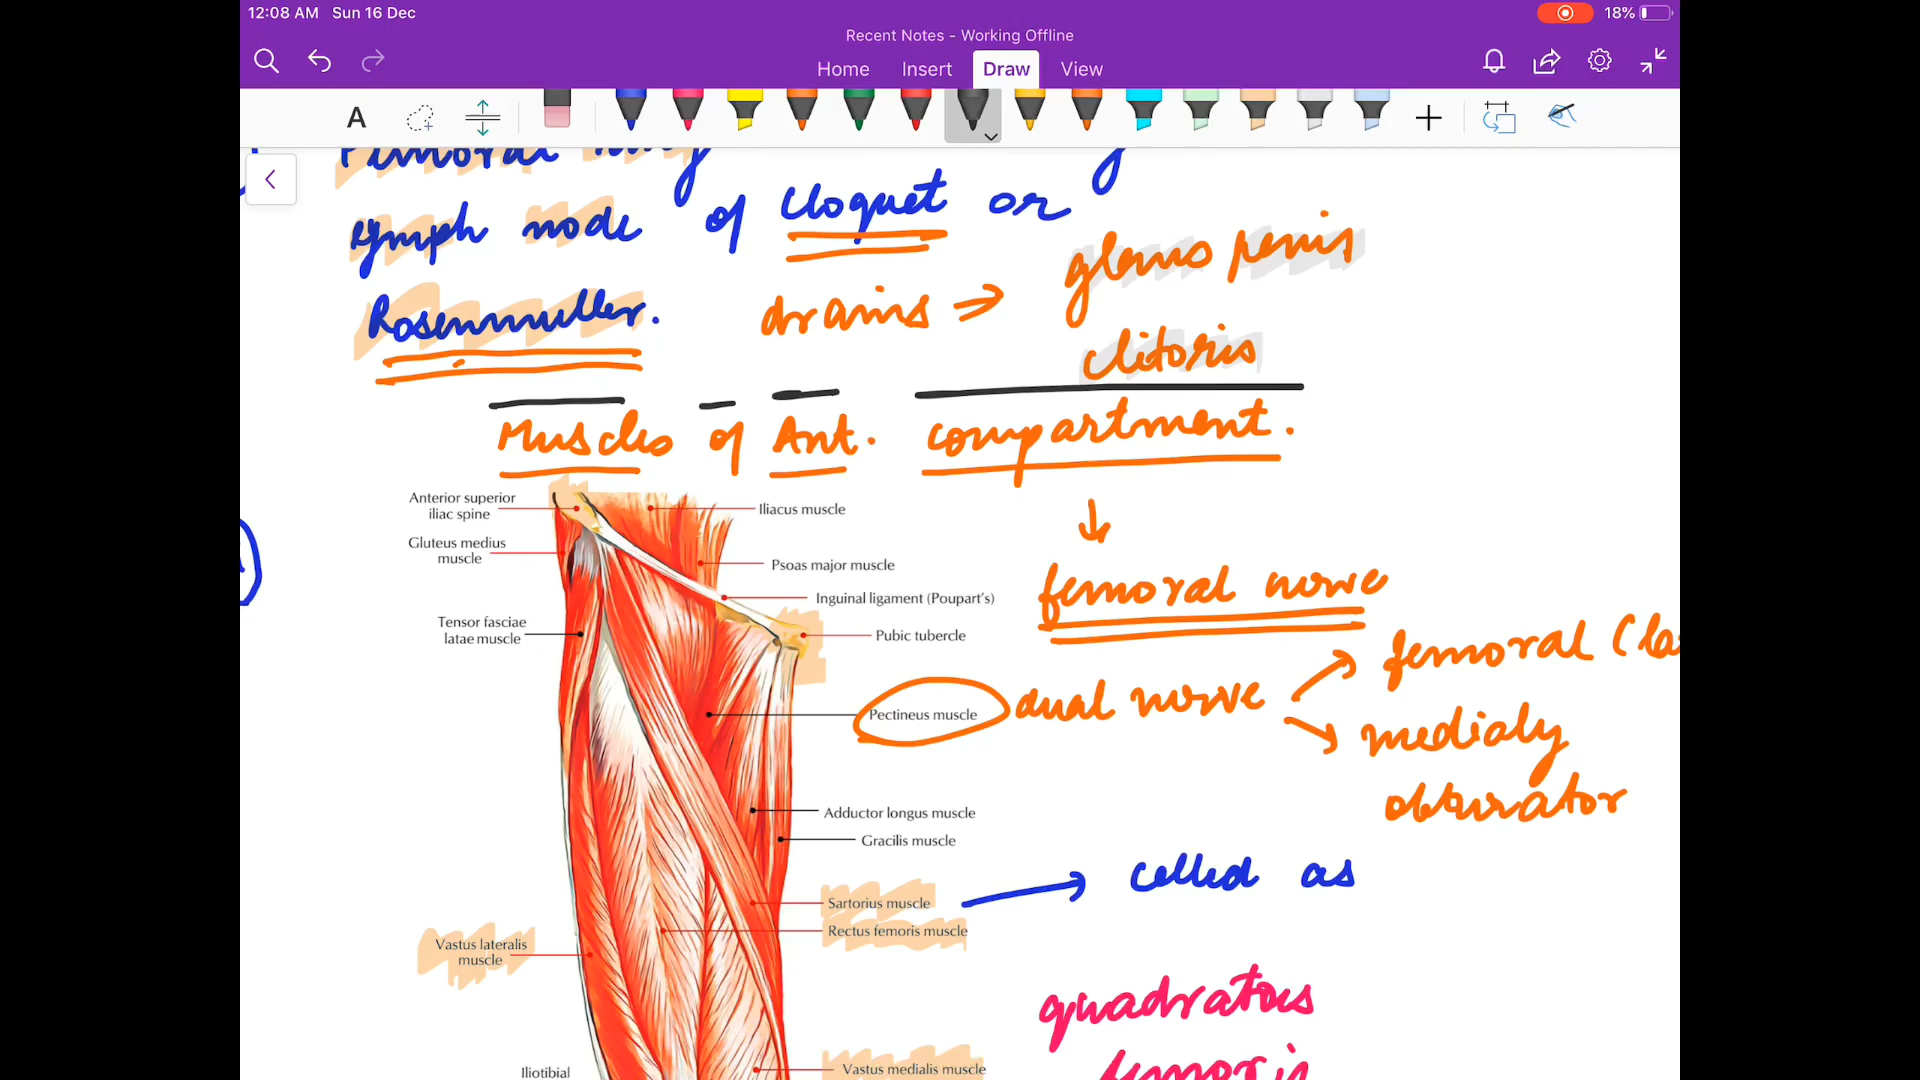 12:08 AM Sun 16 Dec
18%
Recent Notes - Working Offline
Home Insert Draw View
A
Femoral
lymph node of Cloquet or
glans penis
Rosenmuller. drains →
clitoris
Muscles of Ant. compartment.
Anterior superior
iliac spine
Iliacus muscle
Gluteus medius
muscle
Psoas major muscle
femoral nerve
Inguinal ligament (Poupart's)
Tensor fasciae
latae muscle
Pubic tubercle
femoral (la
Pectineus muscle
dual nerve
medialy
obturator
Adductor longus muscle
Gracilis muscle
Sartorius muscle
called as
Rectus femoris muscle
Vastus lateralis
muscle
quadratous
femoris
Vastus medialis muscle
Iliotibial